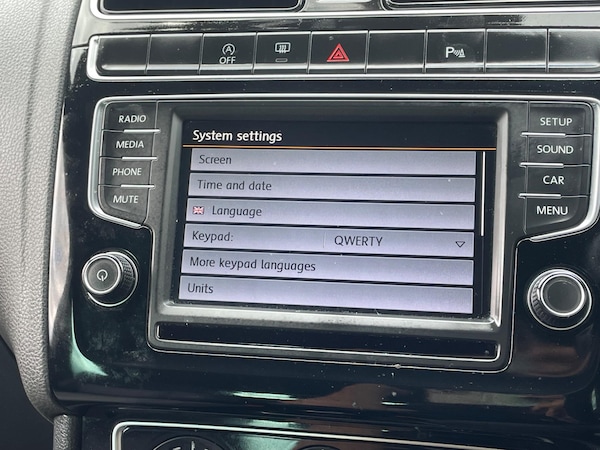 A
OFF
P
RADIO
MEDIA
PHONE
MUTE
System settings
Screen
Time and date
Language
Keypad: QWERTY
More keypad languages
Units
SETUP
SOUND
CAR
MENU